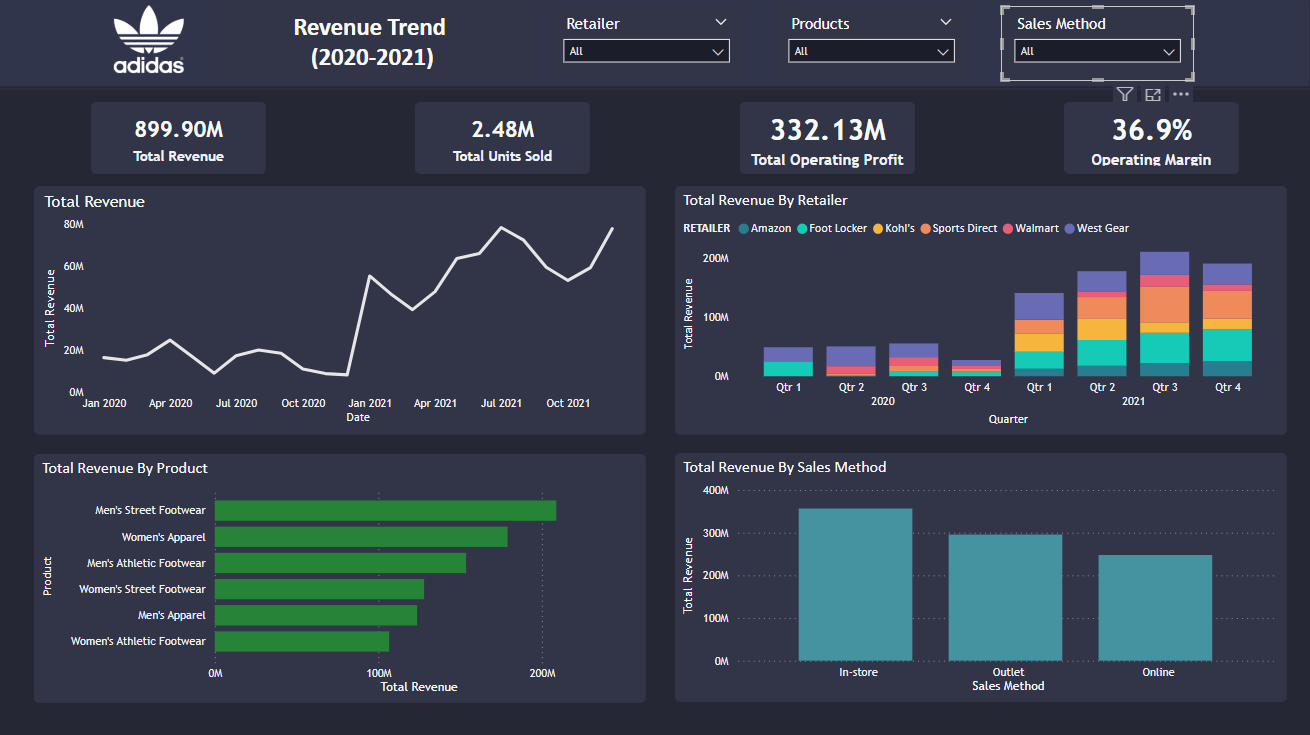 adidas
Revenue Trend
(2020-2021)
Retailer
All
Products
All
Sales Method
All
899.90M
Total Revenue
2.48M
Total Units Sold
332.13M
Total Operating Profit
36.9%
Operating Margin
Total Revenue
80M
60M
40M
20M
0M
Total Revenue
Jan 2020 Apr 2020 Jul 2020 Oct 2020 Jan 2021 Apr 2021 Jul 2021 Oct 2021
Date
Total Revenue By Retailer
RETAILER Amazon Foot Locker Kohl's Sports Direct Walmart West Gear
200M
100M
0M
Total Revenue
Qtr 1 Qtr 2 Qtr 3 Qtr 4 Qtr 1 Qtr 2 Qtr 3 Qtr 4
2020 2021
Quarter
Total Revenue By Product
Product
Men's Street Footwear
Women's Apparel
Men's Athletic Footwear
Women's Street Footwear
Men's Apparel
Women's Athletic Footwear
0M 100M 200M
Total Revenue
Total Revenue By Sales Method
400M
300M
200M
100M
0M
Total Revenue
In-store Outlet Online
Sales Method